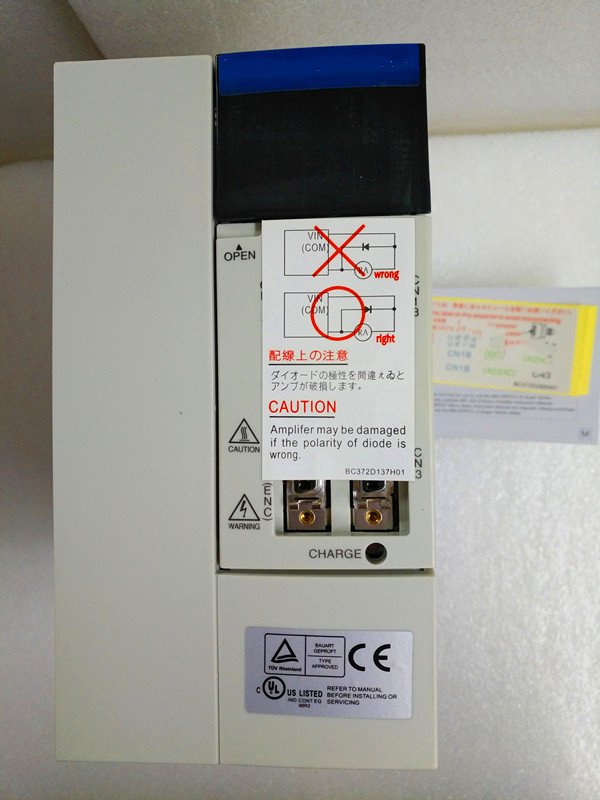 OPEN
VIN
(COM)
RA
wrong
VIN
(COM)
RA
right
配線上の注意
ダイオードの極性を間違えゐと
アンプが破損します。
CAUTION
Amplifer may be damaged
if the polarity of diode is
wrong.
BC372D137H01
CN1B
CN3
CAUTION
WARNING
(ENC)
CHARGE
TÜV Rheinland
BAUART
GEPRÜFT
TYPE
APPROVED
CE
C UL US LISTED
IND CONT EQ
REFER TO MANUAL
BEFORE INSTALLING OR
SERVICING
CN1B
CN1B
M